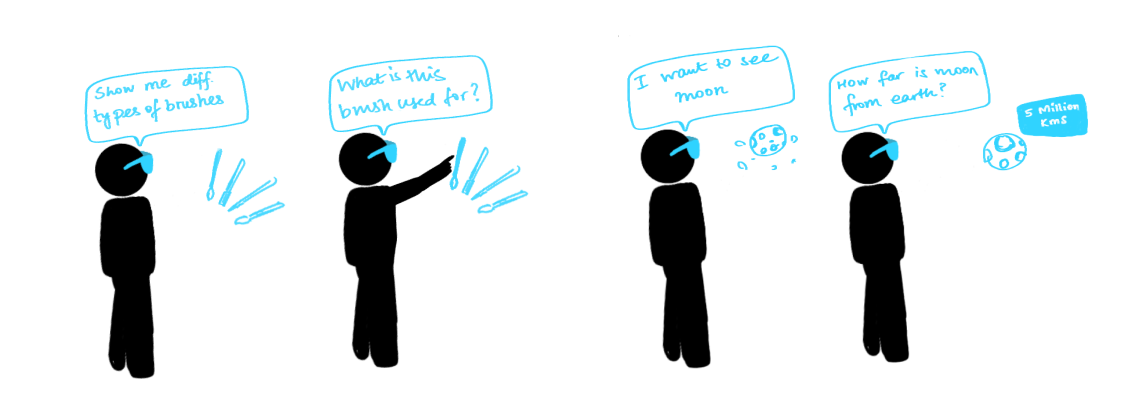 Show me diff.
types of brushes
What is this
brush used for?
I want to see
moon
How far is moon
from earth?
5 Million
Kms